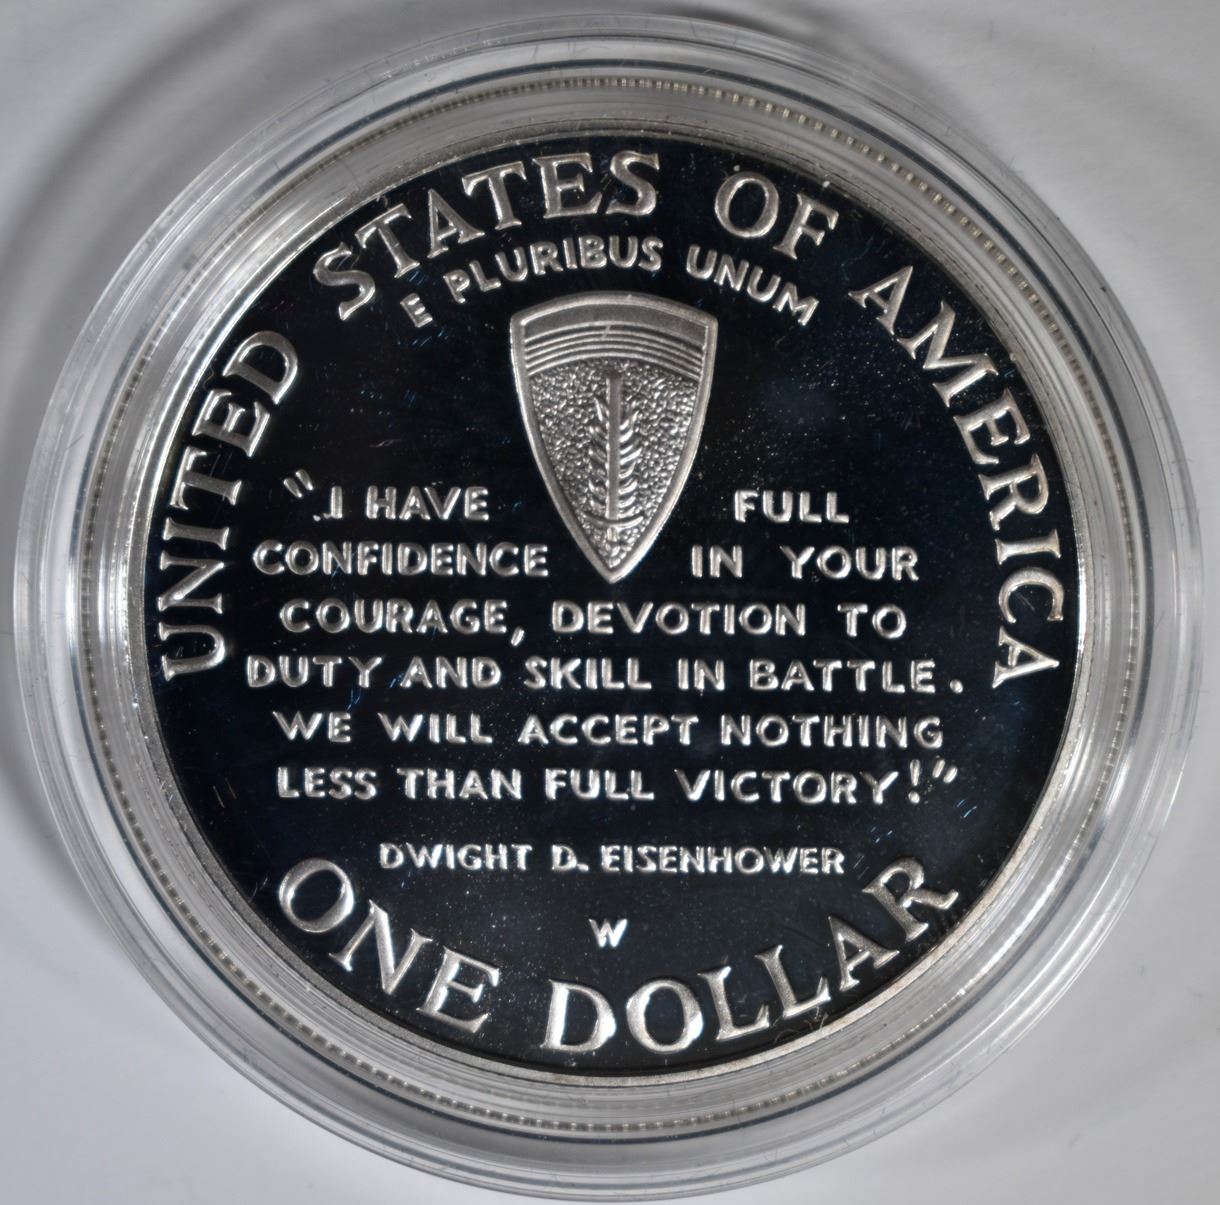 UNITED STATES OF AMERICA
E PLURIBUS UNUM
"I HAVE FULL
CONFIDENCE IN YOUR
COURAGE, DEVOTION TO
DUTY AND SKILL IN BATTLE.
WE WILL ACCEPT NOTHING
LESS THAN FULL VICTORY!"
DWIGHT D. EISENHOWER
W
ONE DOLLAR